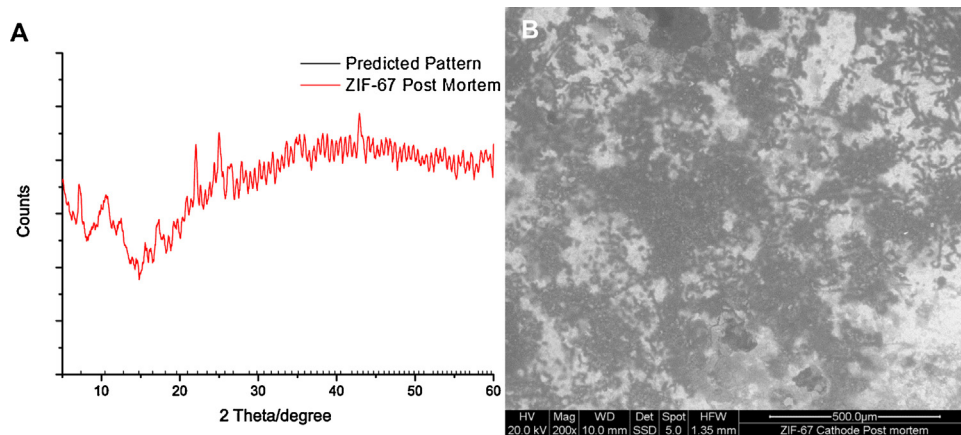 A
Predicted Pattern
ZIF-67 Post Mortem
Counts
10 20 30 40 50 60
2 Theta/degree
B
HV Mag WD Det Spot HFW
20.0 kV 200x 10.0 mm SSD 5.0 1.35 mm
500.0µm
ZIF-67 Cathode Post mortem